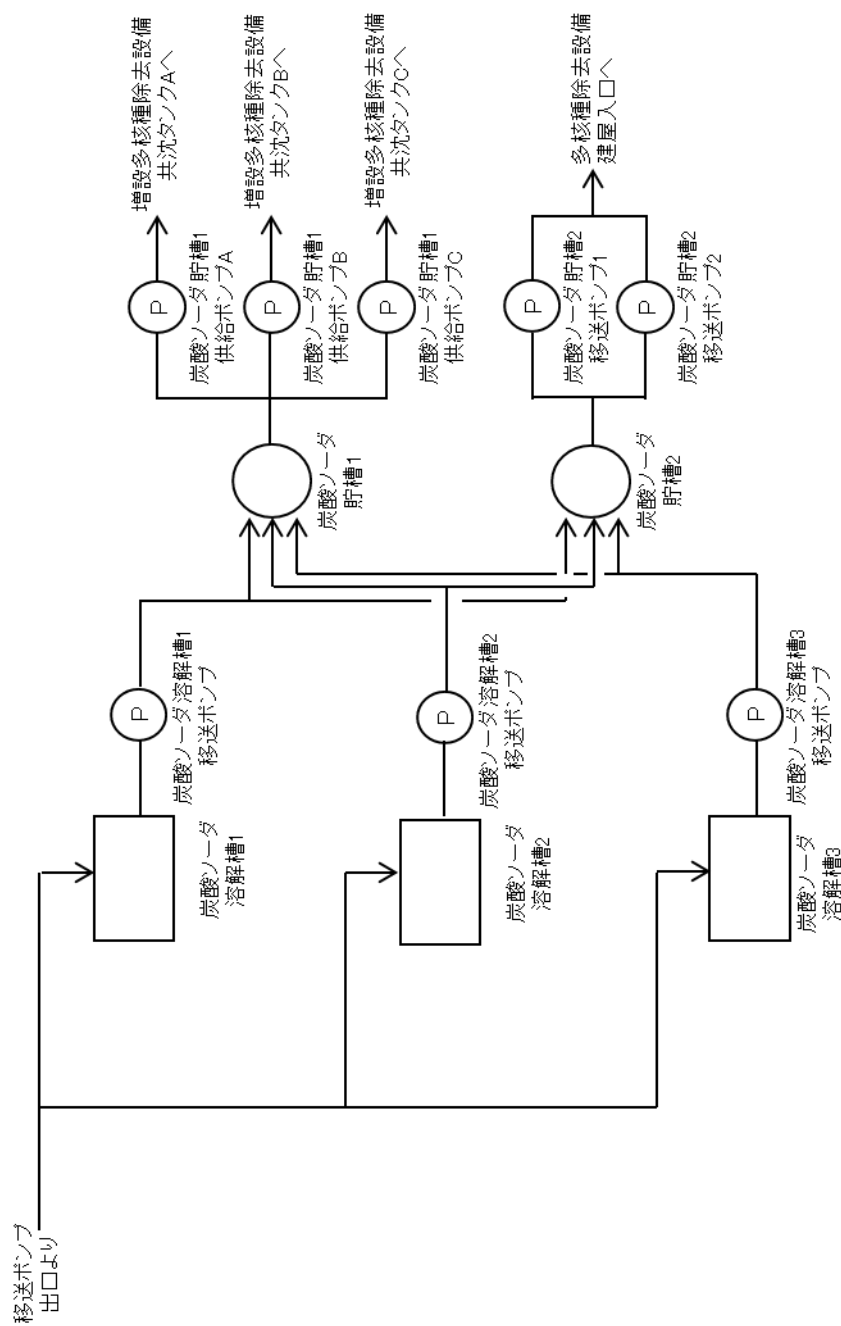 移送ポンプ
出口より
炭酸ソーダ
溶解槽1
炭酸ソーダ溶解槽1
移送ポンプ
P
炭酸ソーダ
溶解槽2
炭酸ソーダ溶解槽2
移送ポンプ
P
炭酸ソーダ
溶解槽3
炭酸ソーダ溶解槽3
移送ポンプ
P
炭酸ソーダ
貯槽1
炭酸ソーダ
貯槽2
P
炭酸ソーダ貯槽1
供給ポンプA
P
炭酸ソーダ貯槽1
供給ポンプB
P
炭酸ソーダ貯槽1
供給ポンプC
P
炭酸ソーダ貯槽2
移送ポンプ1
P
炭酸ソーダ貯槽2
移送ポンプ2
増設多核種除去設備
共沈タンクAへ
増設多核種除去設備
共沈タンクBへ
増設多核種除去設備
共沈タンクCへ
多核種除去設備
建屋入口へ